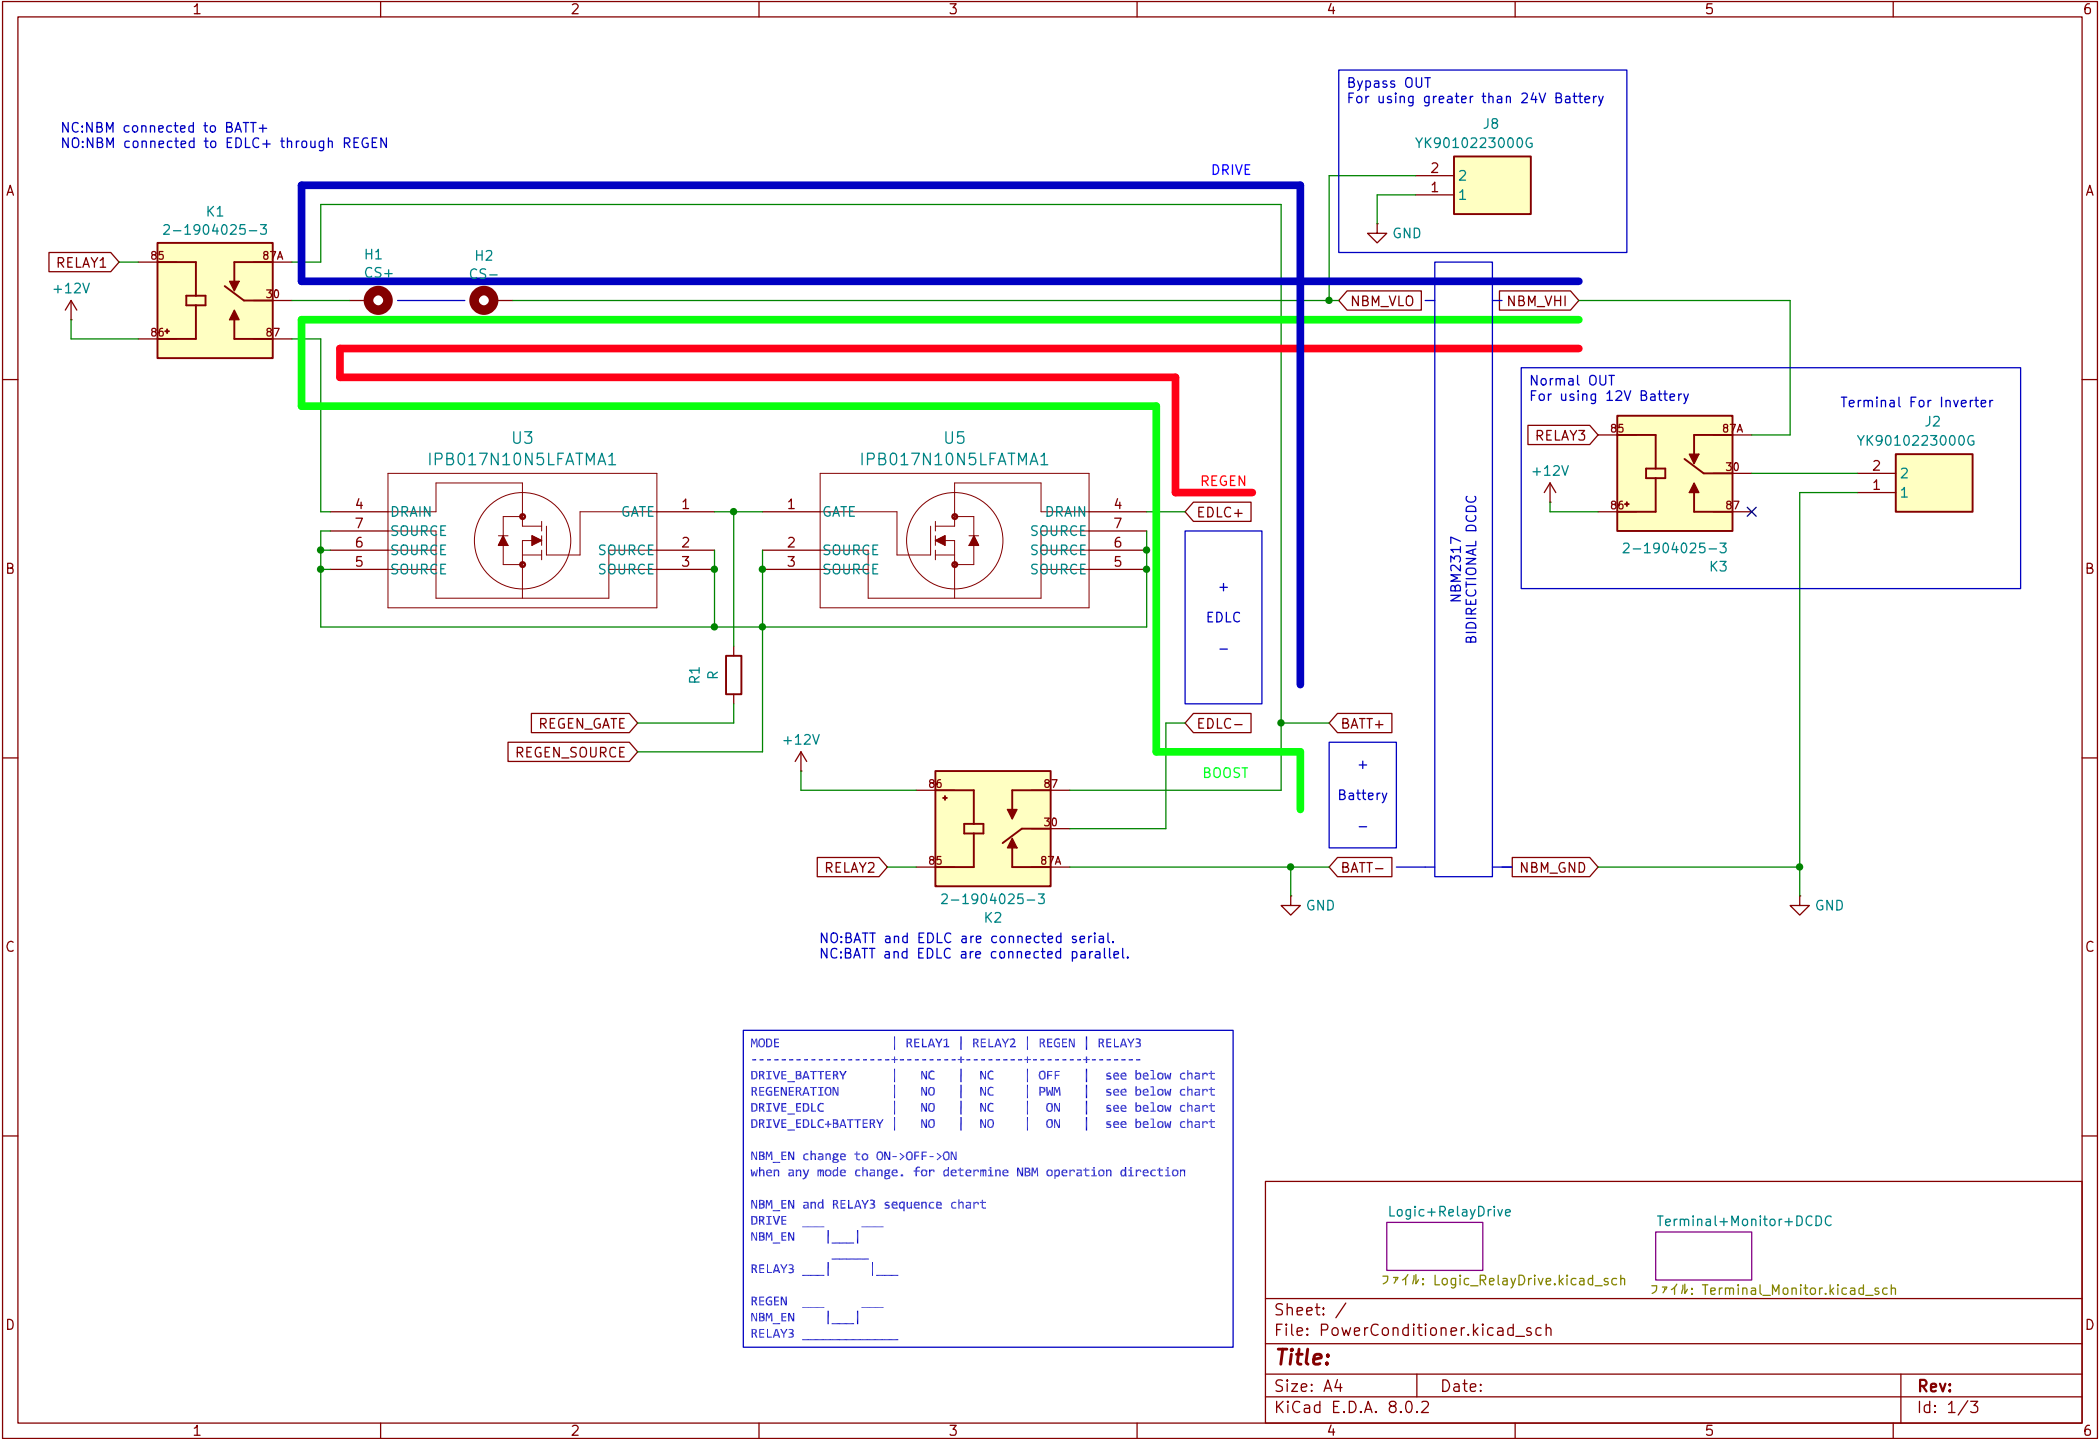 1 2 3 4 5 6
Bypass OUT
For using greater than 24V Battery
J8
YK9010223000G
2 2
1 1
GND
NC:NBM connected to BATT+
NO:NBM connected to EDLC+ through REGEN
DRIVE
A A
K1
2-1904025-3
RELAY1
+12V
85 87A
30
86+ 87
H1
CS+
H2
CS-
NBM_VLO
NBM_VHI
Normal OUT
For using 12V Battery
Terminal For Inverter
J2
YK9010223000G
2 2
1 1
RELAY3
+12V
85 87A
30
86+ 87
2-1904025-3
K3
U3
IPB017N10N5LFATMA1
4 DRAIN GATE 1
7 SOURCE
6 SOURCE SOURCE 2
5 SOURCE SOURCE 3
U5
IPB017N10N5LFATMA1
1 GATE DRAIN 4
SOURCE 7
2 SOURCE SOURCE 6
3 SOURCE SOURCE 5
REGEN
EDLC+
+
EDLC
-
EDLC-
NBM2317
BIDIRECTIONAL DCDC
B B
R1
R
REGEN_GATE
REGEN_SOURCE
BATT+
+
Battery
-
BATT-
BOOST
+12V
RELAY2
86 87
+
30
85 87A
2-1904025-3
K2
GND
NBM_GND
GND
C C
NO:BATT and EDLC are connected serial.
NC:BATT and EDLC are connected parallel.
MODE | RELAY1 | RELAY2 | REGEN | RELAY3
-------------------+--------+--------+-------+-------
DRIVE_BATTERY | NC | NC | OFF | see below chart
REGENERATION | NO | NC | PWM | see below chart
DRIVE_EDLC | NO | NC | ON | see below chart
DRIVE_EDLC+BATTERY | NO | NO | ON | see below chart
NBM_EN change to ON->OFF->ON
when any mode change. for determine NBM operation direction
NBM_EN and RELAY3 sequence chart
DRIVE ___ ___
NBM_EN |___|
_____
RELAY3 ___| |___
REGEN ___ ___
NBM_EN |___|
RELAY3 _____________
D D
Logic+RelayDrive
ファイル: Logic_RelayDrive.kicad_sch
Terminal+Monitor+DCDC
ファイル: Terminal_Monitor.kicad_sch
Sheet: /
File: PowerConditioner.kicad_sch
Title:
Size: A4 Date: Rev:
KiCad E.D.A. 8.0.2 Id: 1/3
1 2 3 4 5 6